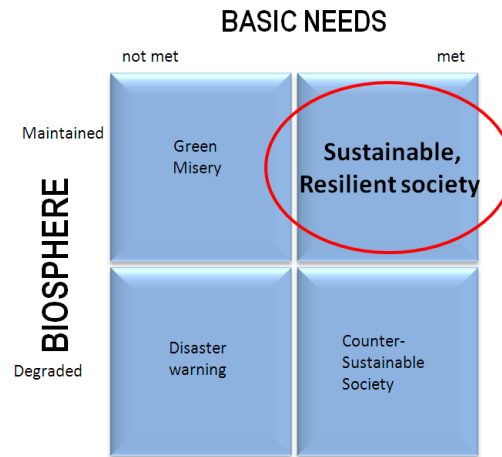 BASIC NEEDS
not met
met
Maintained
Green
Misery
Sustainable,
Resilient society
BIOSPHERE
Degraded
Disaster
warning
Counter-
Sustainable
Society